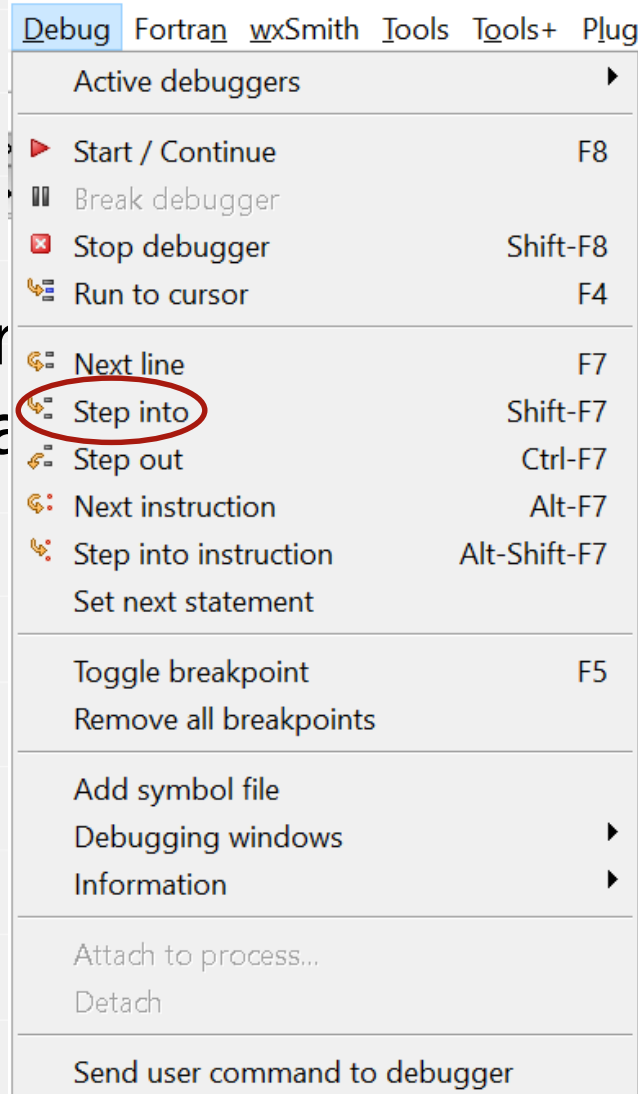 Debug Fortran wxSmith Tools Tools+ Plug
Active debuggers
Start / Continue F8
Break debugger
Stop debugger Shift-F8
Run to cursor F4
Next line F7
Step into Shift-F7
Step out Ctrl-F7
Next instruction Alt-F7
Step into instruction Alt-Shift-F7
Set next statement
Toggle breakpoint F5
Remove all breakpoints
Add symbol file
Debugging windows
Information
Attach to process...
Detach
Send user command to debugger